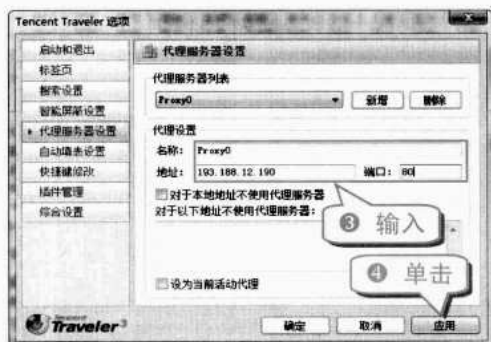 Tencent Traveler 选项
启动和退出
标签页
搜索设置
智能屏蔽设置
代理服务器设置
自动填表设置
快捷键修改
插件管理
综合设置
代理服务器设置
代理服务器列表
Proxy0
新增
删除
代理设置
名称: Proxy0
地址: 193.188.12.190 端口: 80
对于本地地址不使用代理服务器
对于以下地址不使用代理服务器:
③ 输入
④ 单击
设为当前活动代理
Tencent
Traveler 3
确定
取消
应用